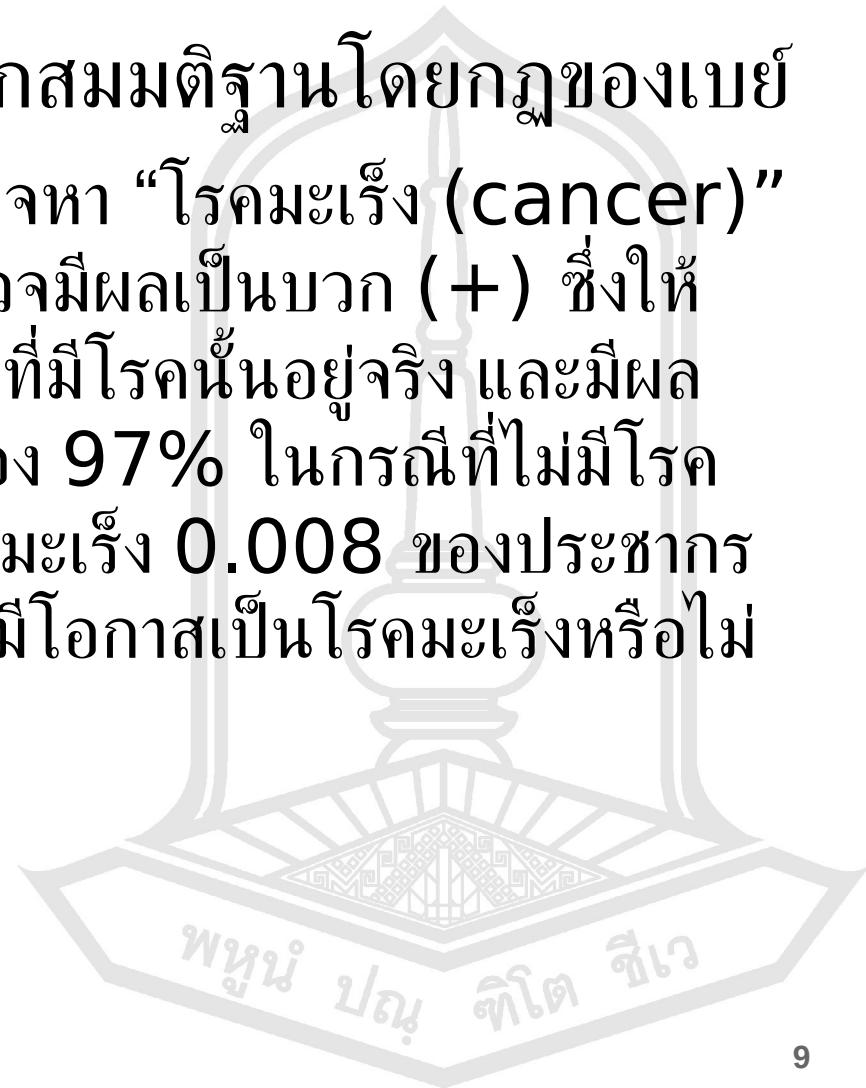 กสมมติฐานโดยกฏของเบย์
จหา “โรคมะเร็ง (cancer)”
วจมีผลเป็นบวก (+) ซึ่งให้
ที่มีโรคนั้นอยู่จริง และมีผล
อง 97% ในกรณีที่ไม่มีโรค
มะเร็ง 0.008 ของประชากร
มีโอกาสเป็นโรคมะเร็งหรือไม่
พหูนํ ปณฺฑิโต ชีเว
9